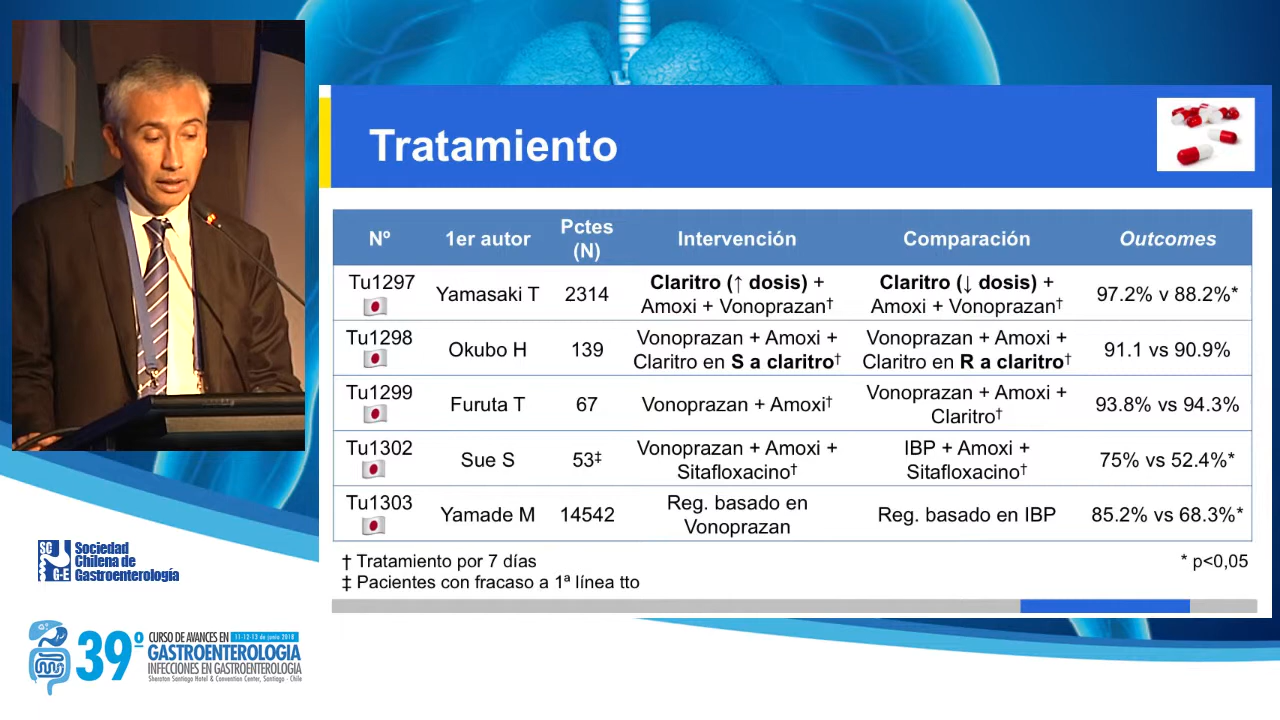 Tratamiento
Nº
1er autor
Pctes
(N)
Intervención
Comparación
Outcomes
Tu1297
Yamasaki T
2314
Claritro (↑ dosis) +
Amoxi + Vonoprazan†
Claritro (↓ dosis) +
Amoxi + Vonoprazan†
97.2% v 88.2%*
Tu1298
Okubo H
139
Vonoprazan + Amoxi +
Claritro en S a claritro†
Vonoprazan + Amoxi +
Claritro en R a claritro†
91.1 vs 90.9%
Tu1299
Furuta T
67
Vonoprazan + Amoxi†
Vonoprazan + Amoxi +
Claritro†
93.8% vs 94.3%
Tu1302
Sue S
53‡
Vonoprazan + Amoxi +
Sitafloxacino†
IBP + Amoxi +
Sitafloxacino†
75% vs 52.4%*
Tu1303
Yamade M
14542
Reg. basado en
Vonoprazan
Reg. basado en IBP
85.2% vs 68.3%*
† Tratamiento por 7 días
* p<0,05
‡ Pacientes con fracaso a 1ª línea tto
Sociedad
Chilena de
Gastroenterología
39º
CURSO DE AVANCES EN
11-12-13 de junio 2018
GASTROENTEROLOGIA
INFECCIONES EN GASTROENTEROLOGIA
Sheraton Santiago Hotel & Convention Center, Santiago - Chile